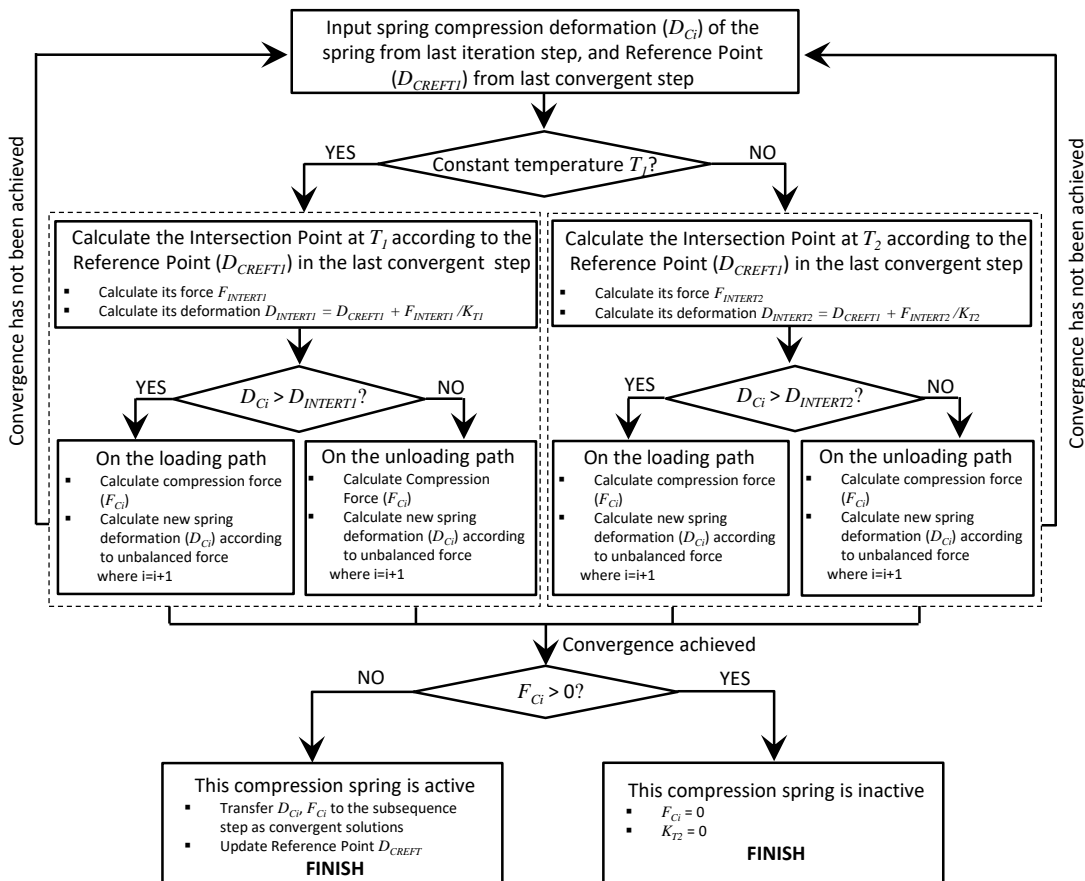 Input spring compression deformation (D_Ci) of the
spring from last iteration step, and Reference Point
(D_CREFT1) from last convergent step
Convergence has not been achieved
Convergence has not been achieved
YES
Constant temperature T_1?
NO
Calculate the Intersection Point at T_1 according to the
Reference Point (D_CREFT1) in the last convergent step
▪ Calculate its force F_INTERT1
▪ Calculate its deformation D_INTERT1 = D_CREFT1 + F_INTERT1 /K_T1
Calculate the Intersection Point at T_2 according to the
Reference Point (D_CREFT1) in the last convergent step
▪ Calculate its force F_INTERT2
▪ Calculate its deformation D_INTERT2 = D_CREFT1 + F_INTERT2 /K_T2
YES
D_Ci > D_INTERT1?
NO
YES
D_Ci > D_INTERT2?
NO
On the loading path
▪ Calculate compression force
(F_Ci)
▪ Calculate new spring
deformation (D_Ci) according
to unbalanced force
where i=i+1
On the unloading path
▪ Calculate Compression
Force (F_Ci)
▪ Calculate new spring
deformation (D_Ci) according
to unbalanced force
where i=i+1
On the loading path
▪ Calculate compression force
(F_Ci)
▪ Calculate new spring
deformation (D_Ci) according
to unbalanced force
where i=i+1
On the unloading path
▪ Calculate compression force
(F_Ci)
▪ Calculate new spring
deformation (D_Ci) according
to unbalanced force
where i=i+1
Convergence achieved
NO
F_Ci > 0?
YES
This compression spring is active
▪ Transfer D_Ci, F_Ci to the subsequence
step as convergent solutions
▪ Update Reference Point D_CREFT
FINISH
This compression spring is inactive
▪ F_Ci = 0
▪ K_T2 = 0
FINISH